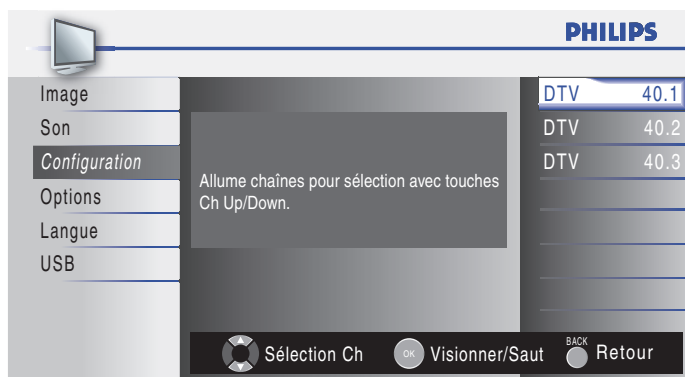 PHILIPS
Image
Son
Configuration
Options
Langue
USB
Allume chaînes pour sélection avec touches
Ch Up/Down.
DTV 40.1
DTV 40.2
DTV 40.3
Sélection Ch OK Visionner/Saut BACK Retour